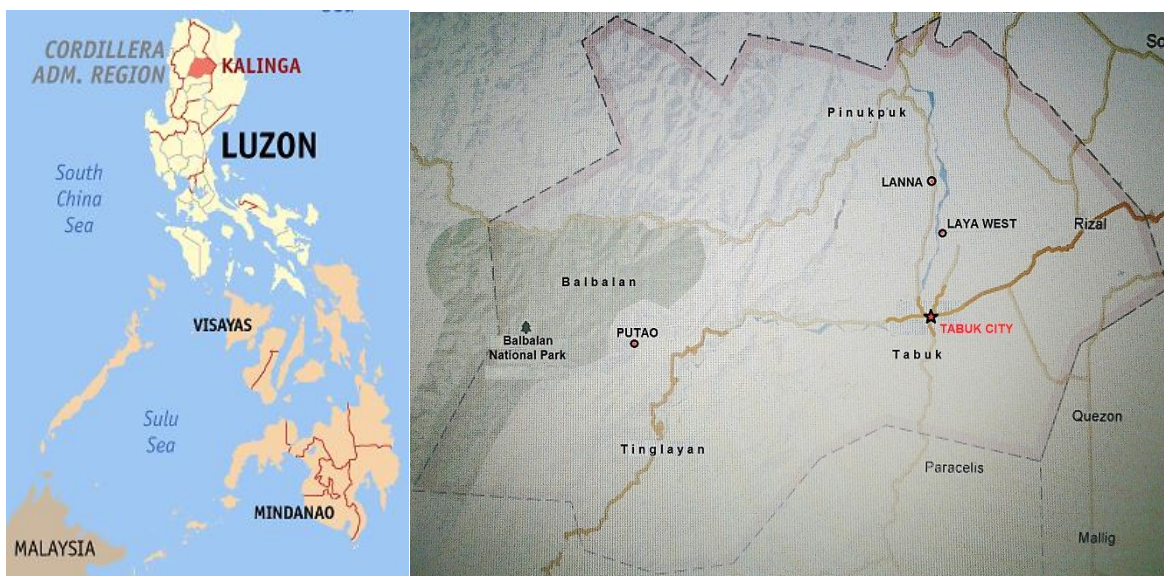 Sea
CORDILLERA
ADM. REGION
KALINGA
LUZON
South
China
Sea
VISAYAS
Sulu
Sea
MINDANAO
MALAYSIA
Pinukpuk
LANNA
LAYA WEST
Rizal
Balbalan
Balbalan
National Park
PUTAO
TABUK CITY
Tabuk
Tinglayan
Quezon
Paracelis
Mallig